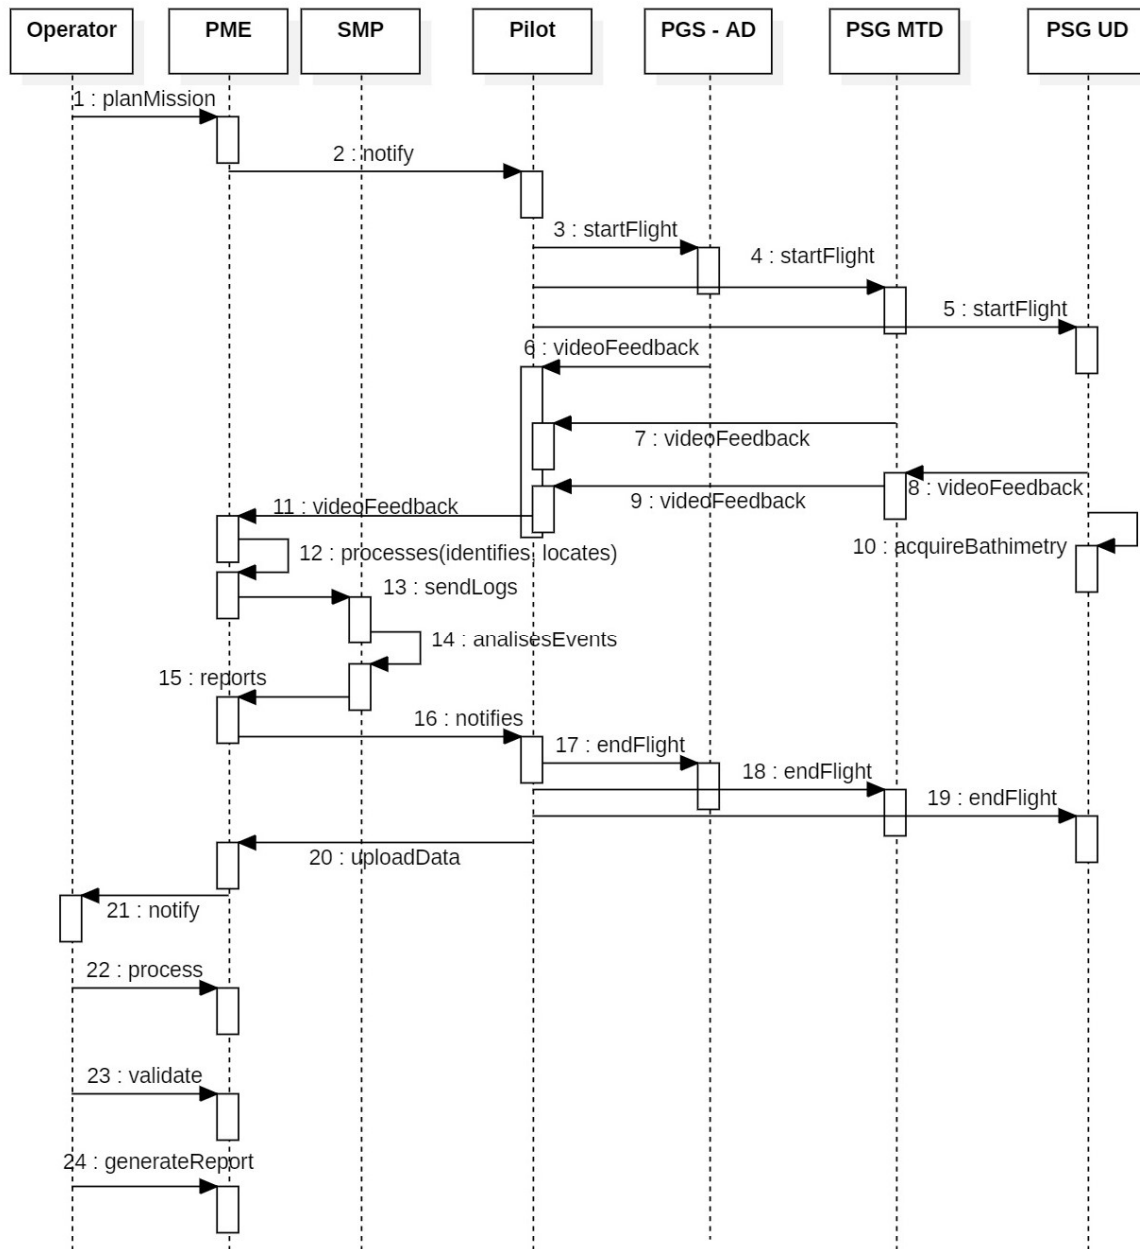 Operator
PME
SMP
Pilot
PGS - AD
PSG MTD
PSG UD
1 : planMission
2 : notify
3 : startFlight
4 : startFlight
5 : startFlight
6 : videoFeedback
7 : videoFeedback
8 : videoFeedback
9 : videoFeedback
11 : videoFeedback
10 : acquireBathimetry
12 : processes(identifies, locates)
13 : sendLogs
14 : analisesEvents
15 : reports
16 : notifies
17 : endFlight
18 : endFlight
19 : endFlight
20 : uploadData
21 : notify
22 : process
23 : validate
24 : generateReport